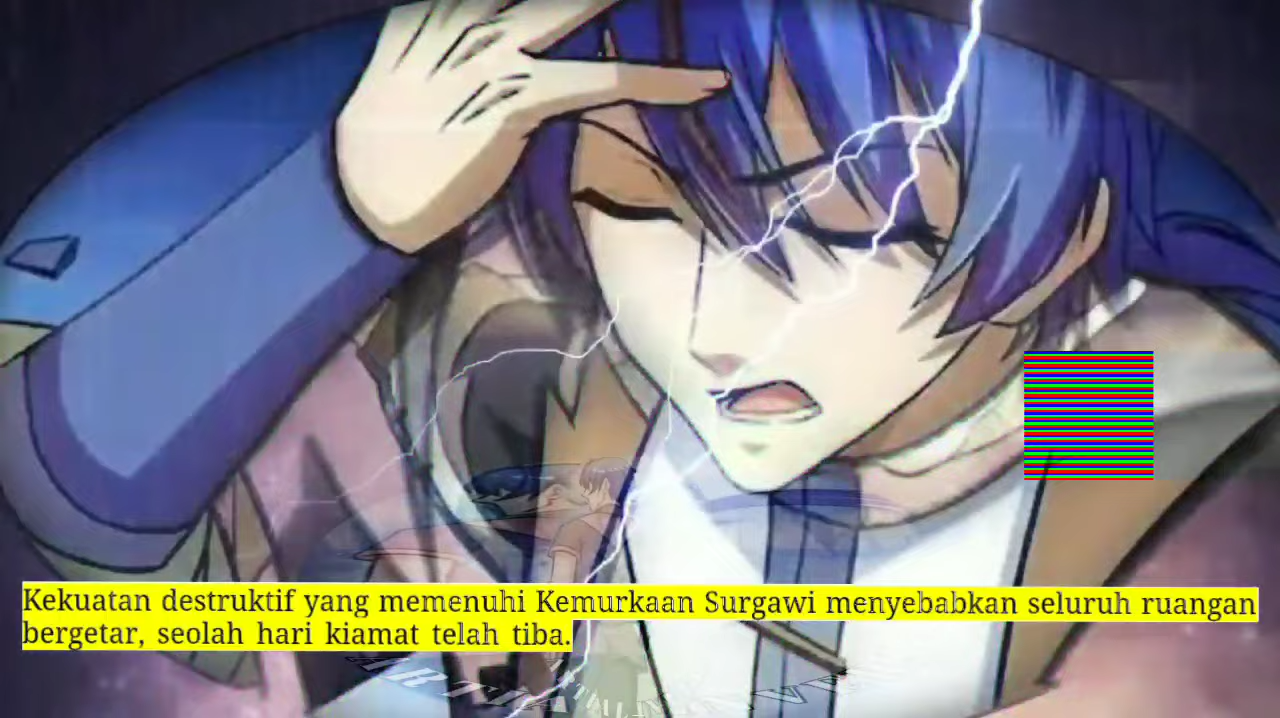 Kekuatan destruktif yang memenuhi Kemurkaan Surgawi menyebabkan seluruh ruangan
bergetar, seolah hari kiamat telah tiba.